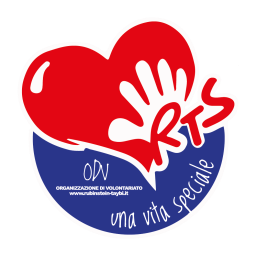 RTS
ODV
ORGANIZZAZIONE DI VOLONTARIATO
www.rubinstein-taybi.it
una vita speciale